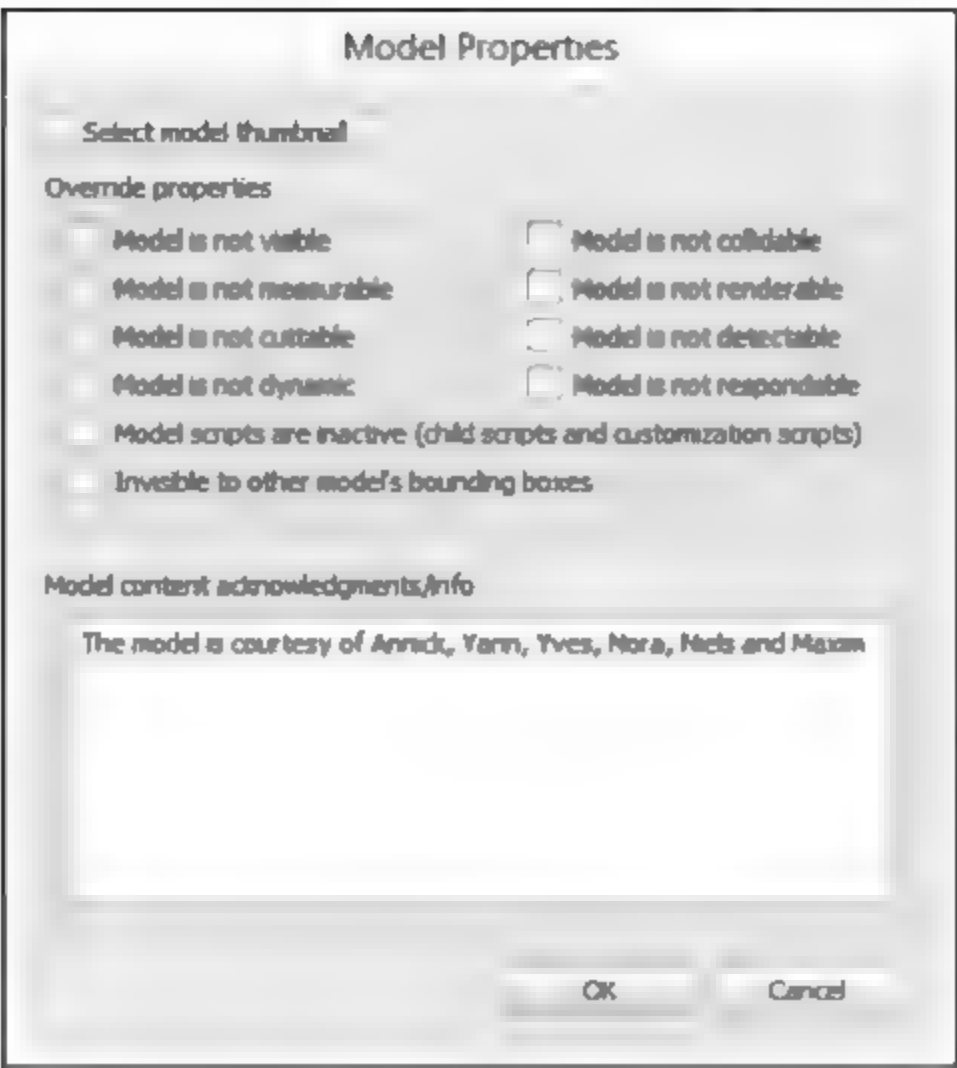 Model Properties
Select model thumbnail
Override properties
Model is not visible
Model is not collidable
Model is not measurable
Model is not renderable
Model is not cuttable
Model is not detectable
Model is not dynamic
Model is not respondable
Model scripts are inactive (child scripts and customization scripts)
Invisible to other model's bounding boxes
Model content acknowledgments/info
The model is courtesy of Annick, Yann, Yves, Nora, Niels and Maxim
OK
Cancel